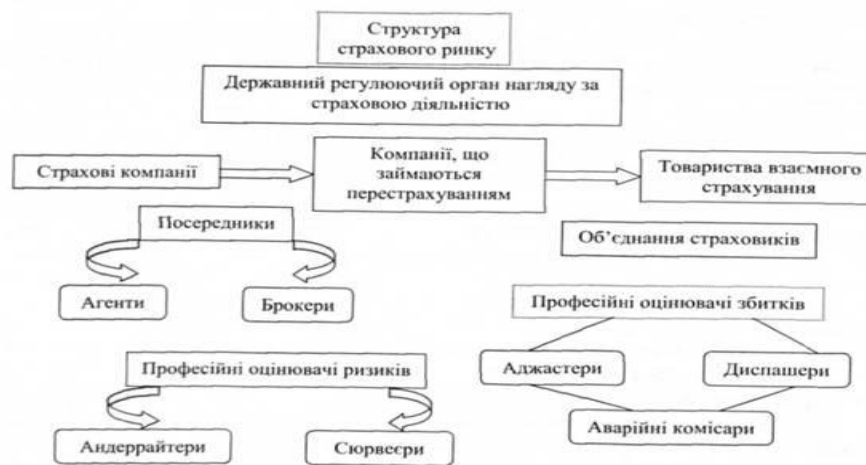 Структура
страхового ринку
Державний регулюючий орган нагляду за
страховою діяльністю
Страхові компанії
Компанії, що
займаються
перестрахуванням
Товариства взаємного
страхування
Посередники
Об’єднання страховиків
Агенти
Брокери
Професійні оцінювачі збитків
Професійні оцінювачі ризиків
Аджастери
Диспашери
Аварійні комісари
Андеррайтери
Сюрвеєри